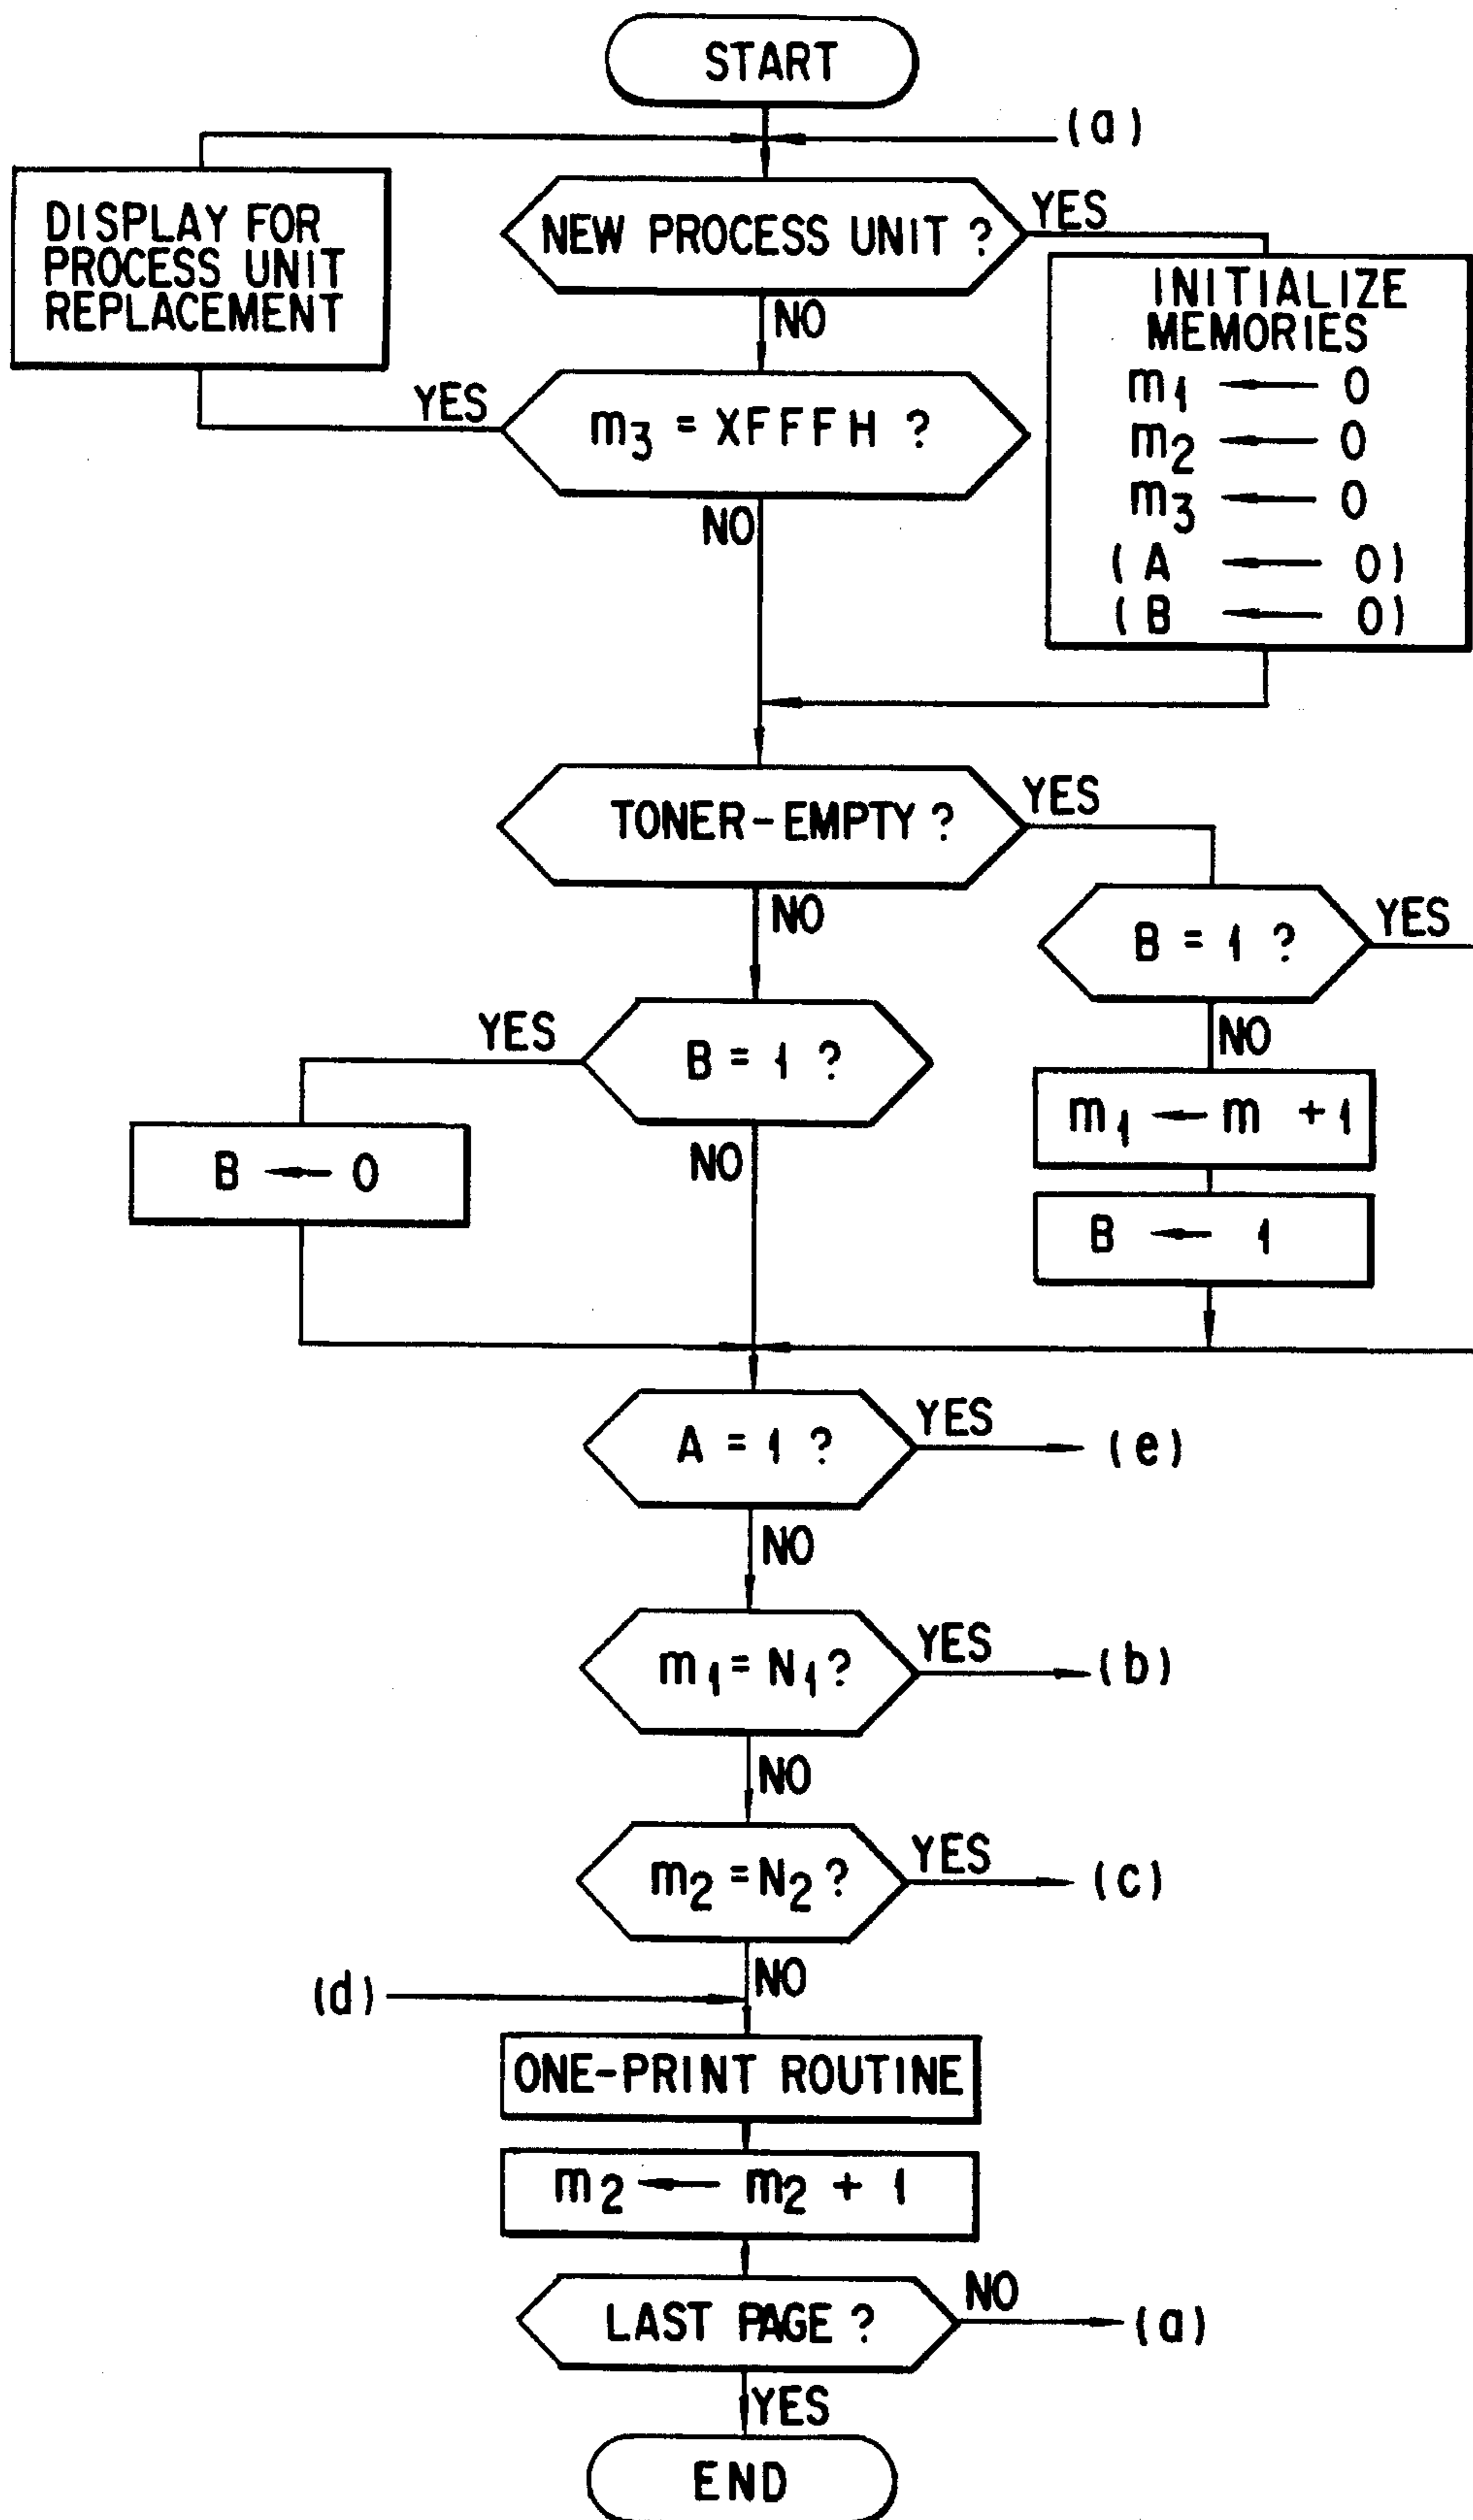 START
(a)
DISPLAY FOR
PROCESS UNIT
REPLACEMENT
NEW PROCESS UNIT ?
YES
NO
INITIALIZE
MEMORIES
m₁ ← 0
m₂ ← 0
m₃ ← 0
(A ← 0)
(B ← 0)
YES
m₃ = XFFFH ?
NO
TONER-EMPTY ?
YES
NO
B = 1 ?
YES
NO
m₁ ← m + 1
B ← 1
YES
B = 1 ?
NO
B ← 0
A = 1 ?
YES
(e)
NO
m₁ = N₁ ?
YES
(b)
NO
m₂ = N₂ ?
YES
(c)
NO
(d)
ONE-PRINT ROUTINE
m₂ ← m₂ + 1
LAST PAGE ?
NO
(a)
YES
END